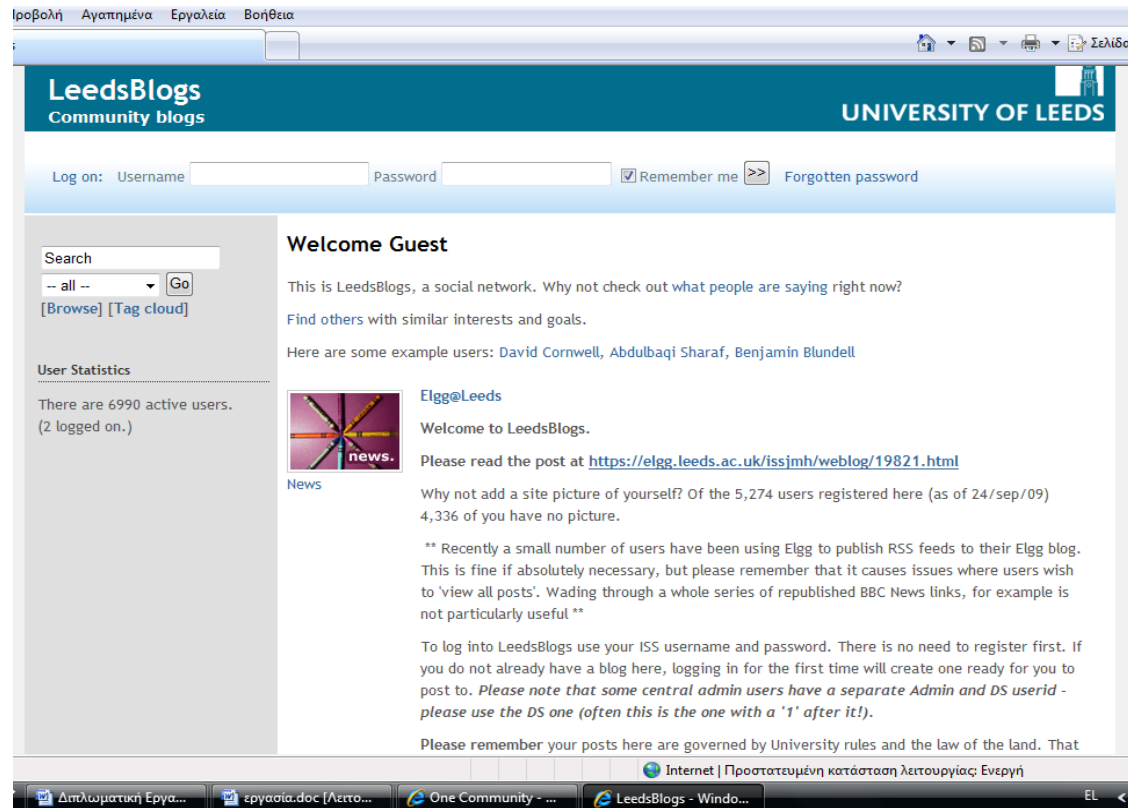 Προβολή Αγαπημένα Εργαλεία Βοήθεια
Σελίδα
LeedsBlogs
Community blogs
UNIVERSITY OF LEEDS
Log on: Username Password Remember me >> Forgotten password
Search
-- all -- Go
[Browse] [Tag cloud]
User Statistics
There are 6990 active users.
(2 logged on.)
Welcome Guest
This is LeedsBlogs, a social network. Why not check out what people are saying right now?
Find others with similar interests and goals.
Here are some example users: David Cornwell, Abdulbaqi Sharaf, Benjamin Blundell
news.
News
Elgg@Leeds
Welcome to LeedsBlogs.
Please read the post at https://elgg.leeds.ac.uk/issjmh/weblog/19821.html
Why not add a site picture of yourself? Of the 5,274 users registered here (as of 24/sep/09)
4,336 of you have no picture.
** Recently a small number of users have been using Elgg to publish RSS feeds to their Elgg blog.
This is fine if absolutely necessary, but please remember that it causes issues where users wish
to 'view all posts'. Wading through a whole series of republished BBC News links, for example is
not particularly useful **
To log into LeedsBlogs use your ISS username and password. There is no need to register first. If
you do not already have a blog here, logging in for the first time will create one ready for you to
post to. Please note that some central admin users have a separate Admin and DS userid -
please use the DS one (often this is the one with a '1' after it!).
Please remember your posts here are governed by University rules and the law of the land. That
Internet | Προστατευμένη κατάσταση λειτουργίας: Ενεργή
Διπλωματική Εργα... εργασία.doc [Λειτο... One Community - ... LeedsBlogs - Windo... EL <